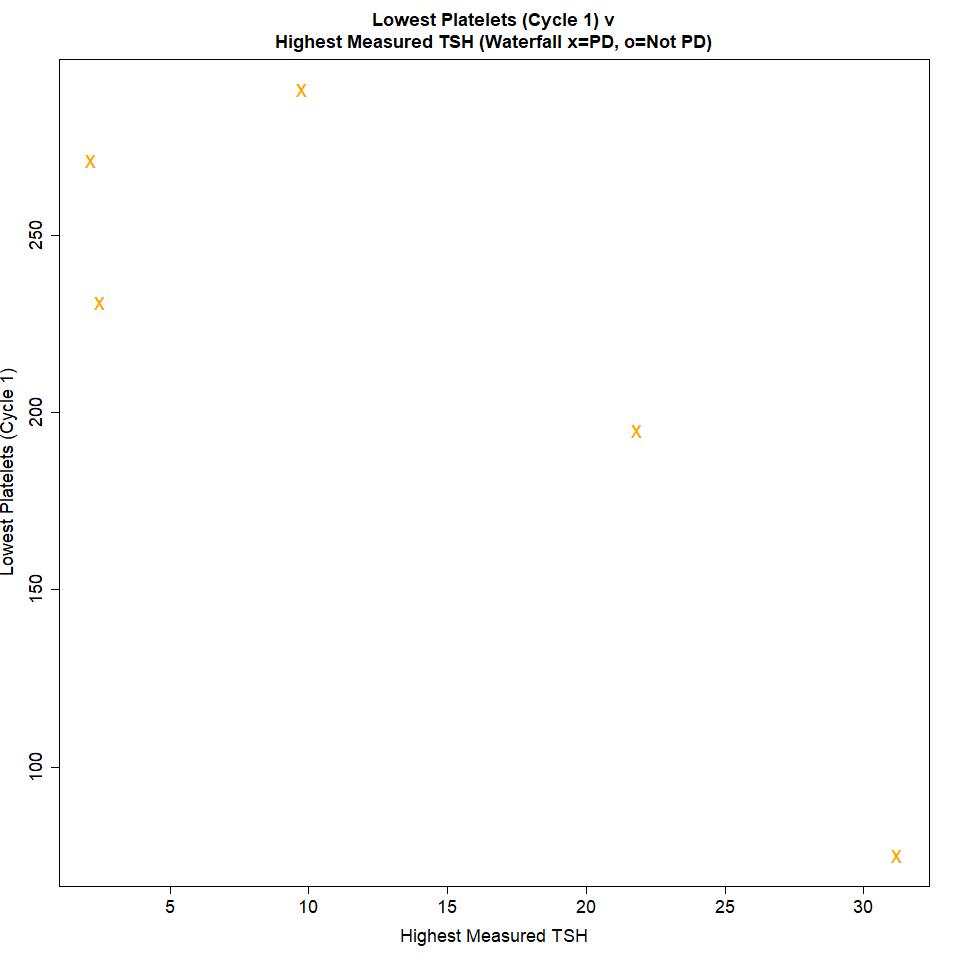 Lowest Platelets (Cycle 1) v
Highest Measured TSH (Waterfall x=PD, o=Not PD)
Lowest Platelets (Cycle 1)
250
200
150
100
X
X
X
X
X
5 10 15 20 25 30
Highest Measured TSH